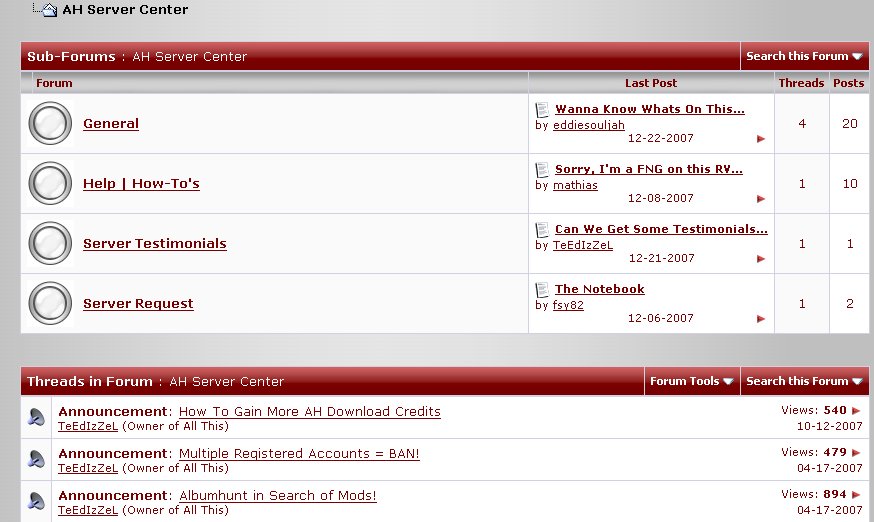 AH Server Center
Sub-Forums : AH Server Center Search this Forum
Forum Last Post Threads Posts
General
Wanna Know Whats On This...
by eddiesouljah
12-22-2007
4 20
Help | How-To's
Sorry, I'm a FNG on this RV...
by mathias
12-08-2007
1 10
Server Testimonials
Can We Get Some Testimonials...
by TeEdIzZeL
12-21-2007
1 1
Server Request
The Notebook
by fsy82
12-06-2007
1 2
Threads in Forum : AH Server Center Forum Tools Search this Forum
Announcement: How To Gain More AH Download Credits Views: 540
TeEdIzZeL (Owner of All This) 10-12-2007
Announcement: Multiple Registered Accounts = BAN! Views: 479
TeEdIzZeL (Owner of All This) 04-17-2007
Announcement: Albumhunt in Search of Mods! Views: 894
TeEdIzZeL (Owner of All This) 04-17-2007